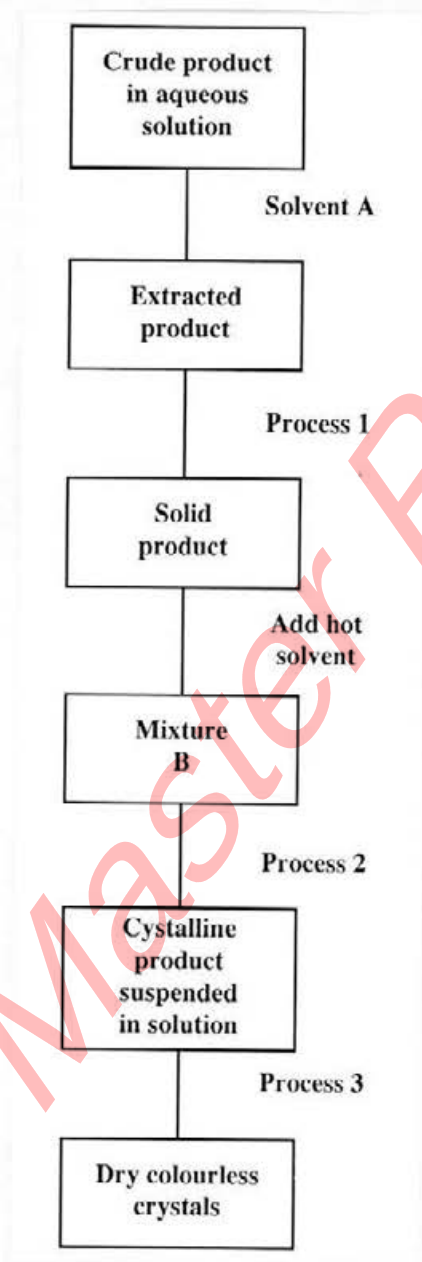 Crude product
in aqueous
solution
Solvent A
Extracted
product
Process 1
Solid
product
Add hot
solvent
Mixture
B
Process 2
Cystalline
product
suspended
in solution
Process 3
Dry colourless
crystals
Master